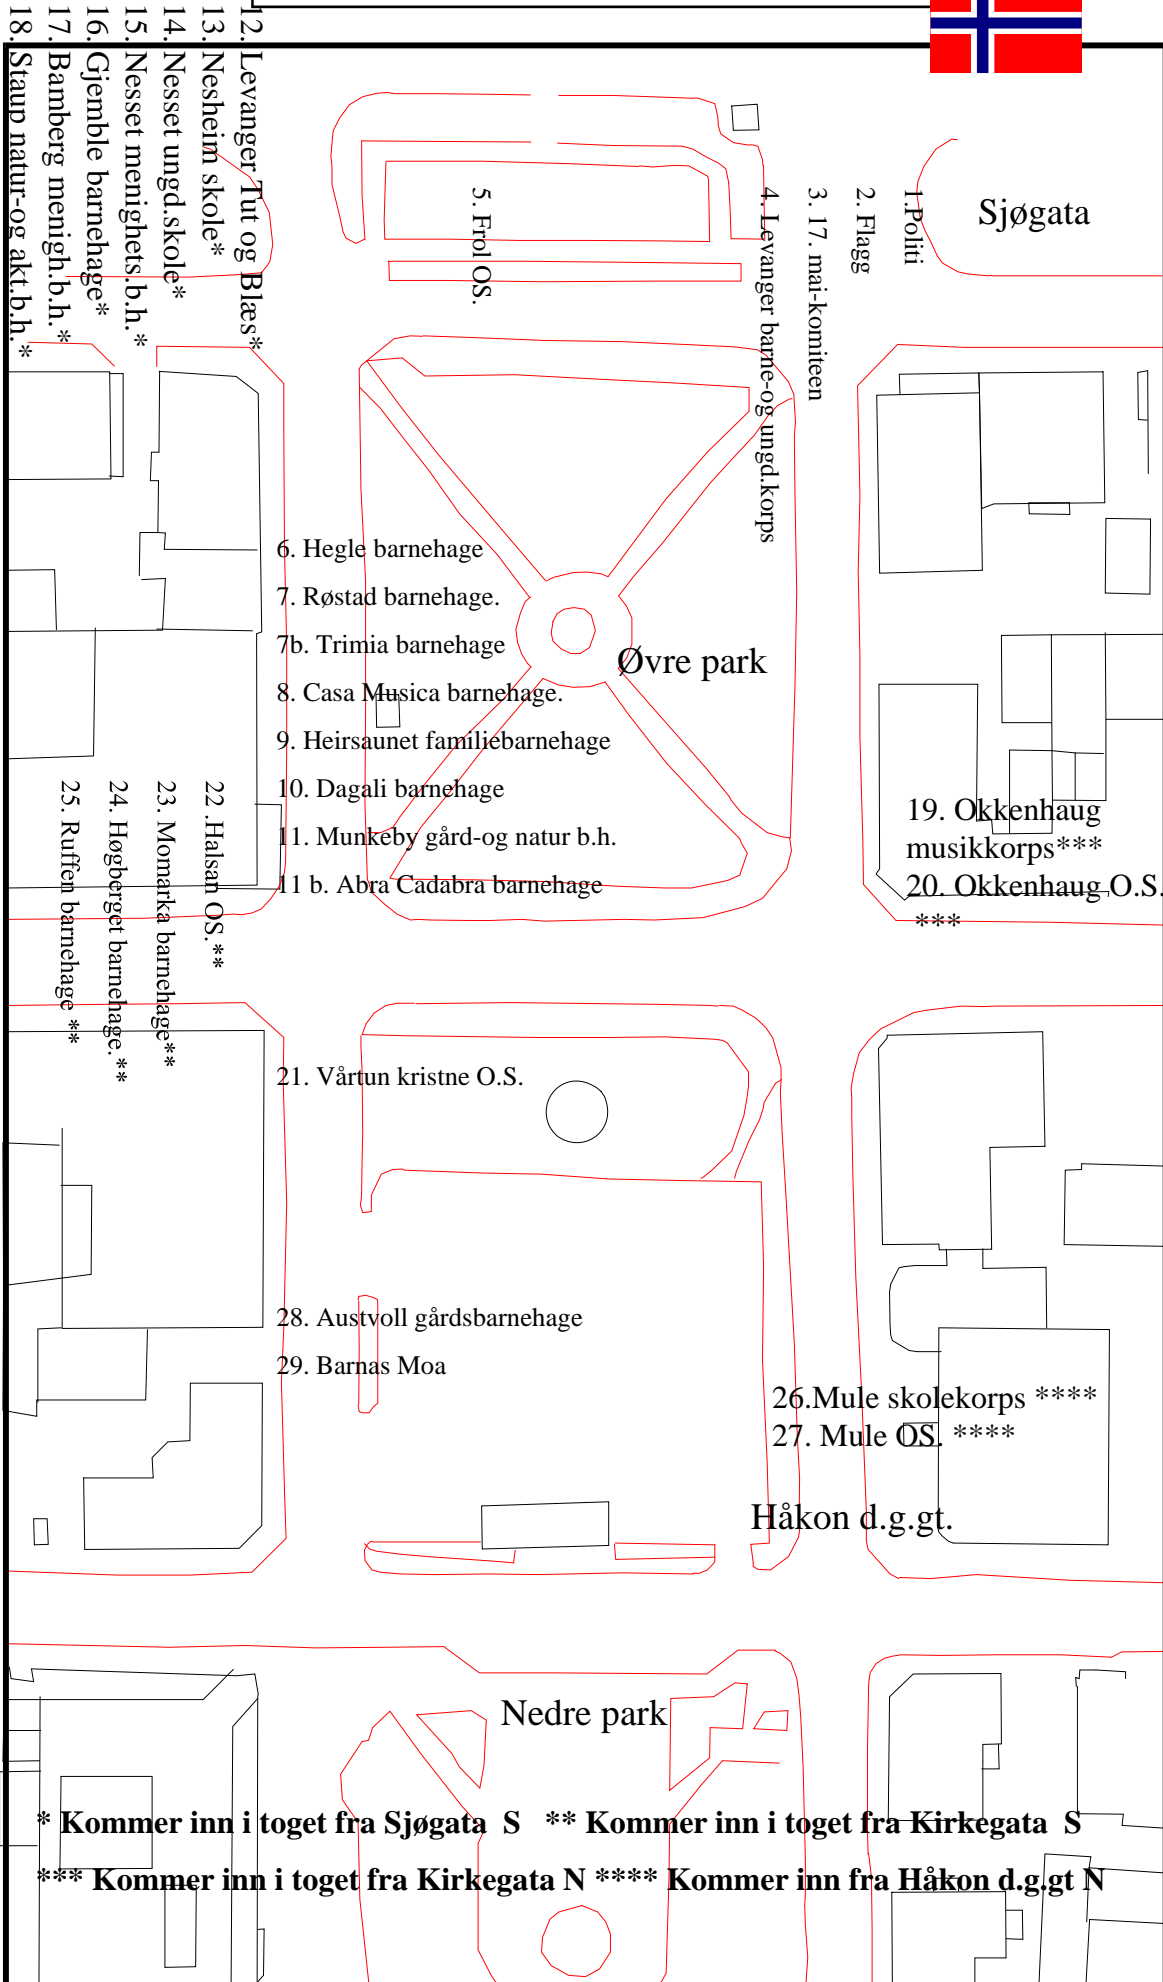 Sjøgata
1.Politi
2. Flagg
3. 17. mai-komiteen
4. Levanger barne-og ungd.korps
5. Frol OS.
6. Hegle barnehage
7. Røstad barnehage.
7b. Trimia barnehage
8. Casa Musica barnehage.
9. Heirsaunet familiebarnehage
10. Dagali barnehage
11. Munkeby gård-og natur b.h.
11 b. Abra Cadabra barnehage
Øvre park
12. Levanger Tut og Blæs*
13. Nesheim skole*
14. Nesset ungd.skole*
15. Nesset menighets.b.h.*
16. Gjemble barnehage*
17. Bamberg menigh.b.h.*
18. Staup natur-og akt.b.h.*
19. Okkenhaug
musikkorps***
20. Okkenhaug O.S.
***
21. Vårtun kristne O.S.
22 .Halsan OS. **
23. Momarka barnehage**
24. Høgberget barnehage.**
25. Ruffen barnehage **
26.Mule skolekorps ****
27. Mule OS. ****
28. Austvoll gårdsbarnehage
29. Barnas Moa
Håkon d.g.gt.
Nedre park
* Kommer inn i toget fra Sjøgata S ** Kommer inn i toget fra Kirkegata S
*** Kommer inn i toget fra Kirkegata N **** Kommer inn fra Håkon d.g.gt N